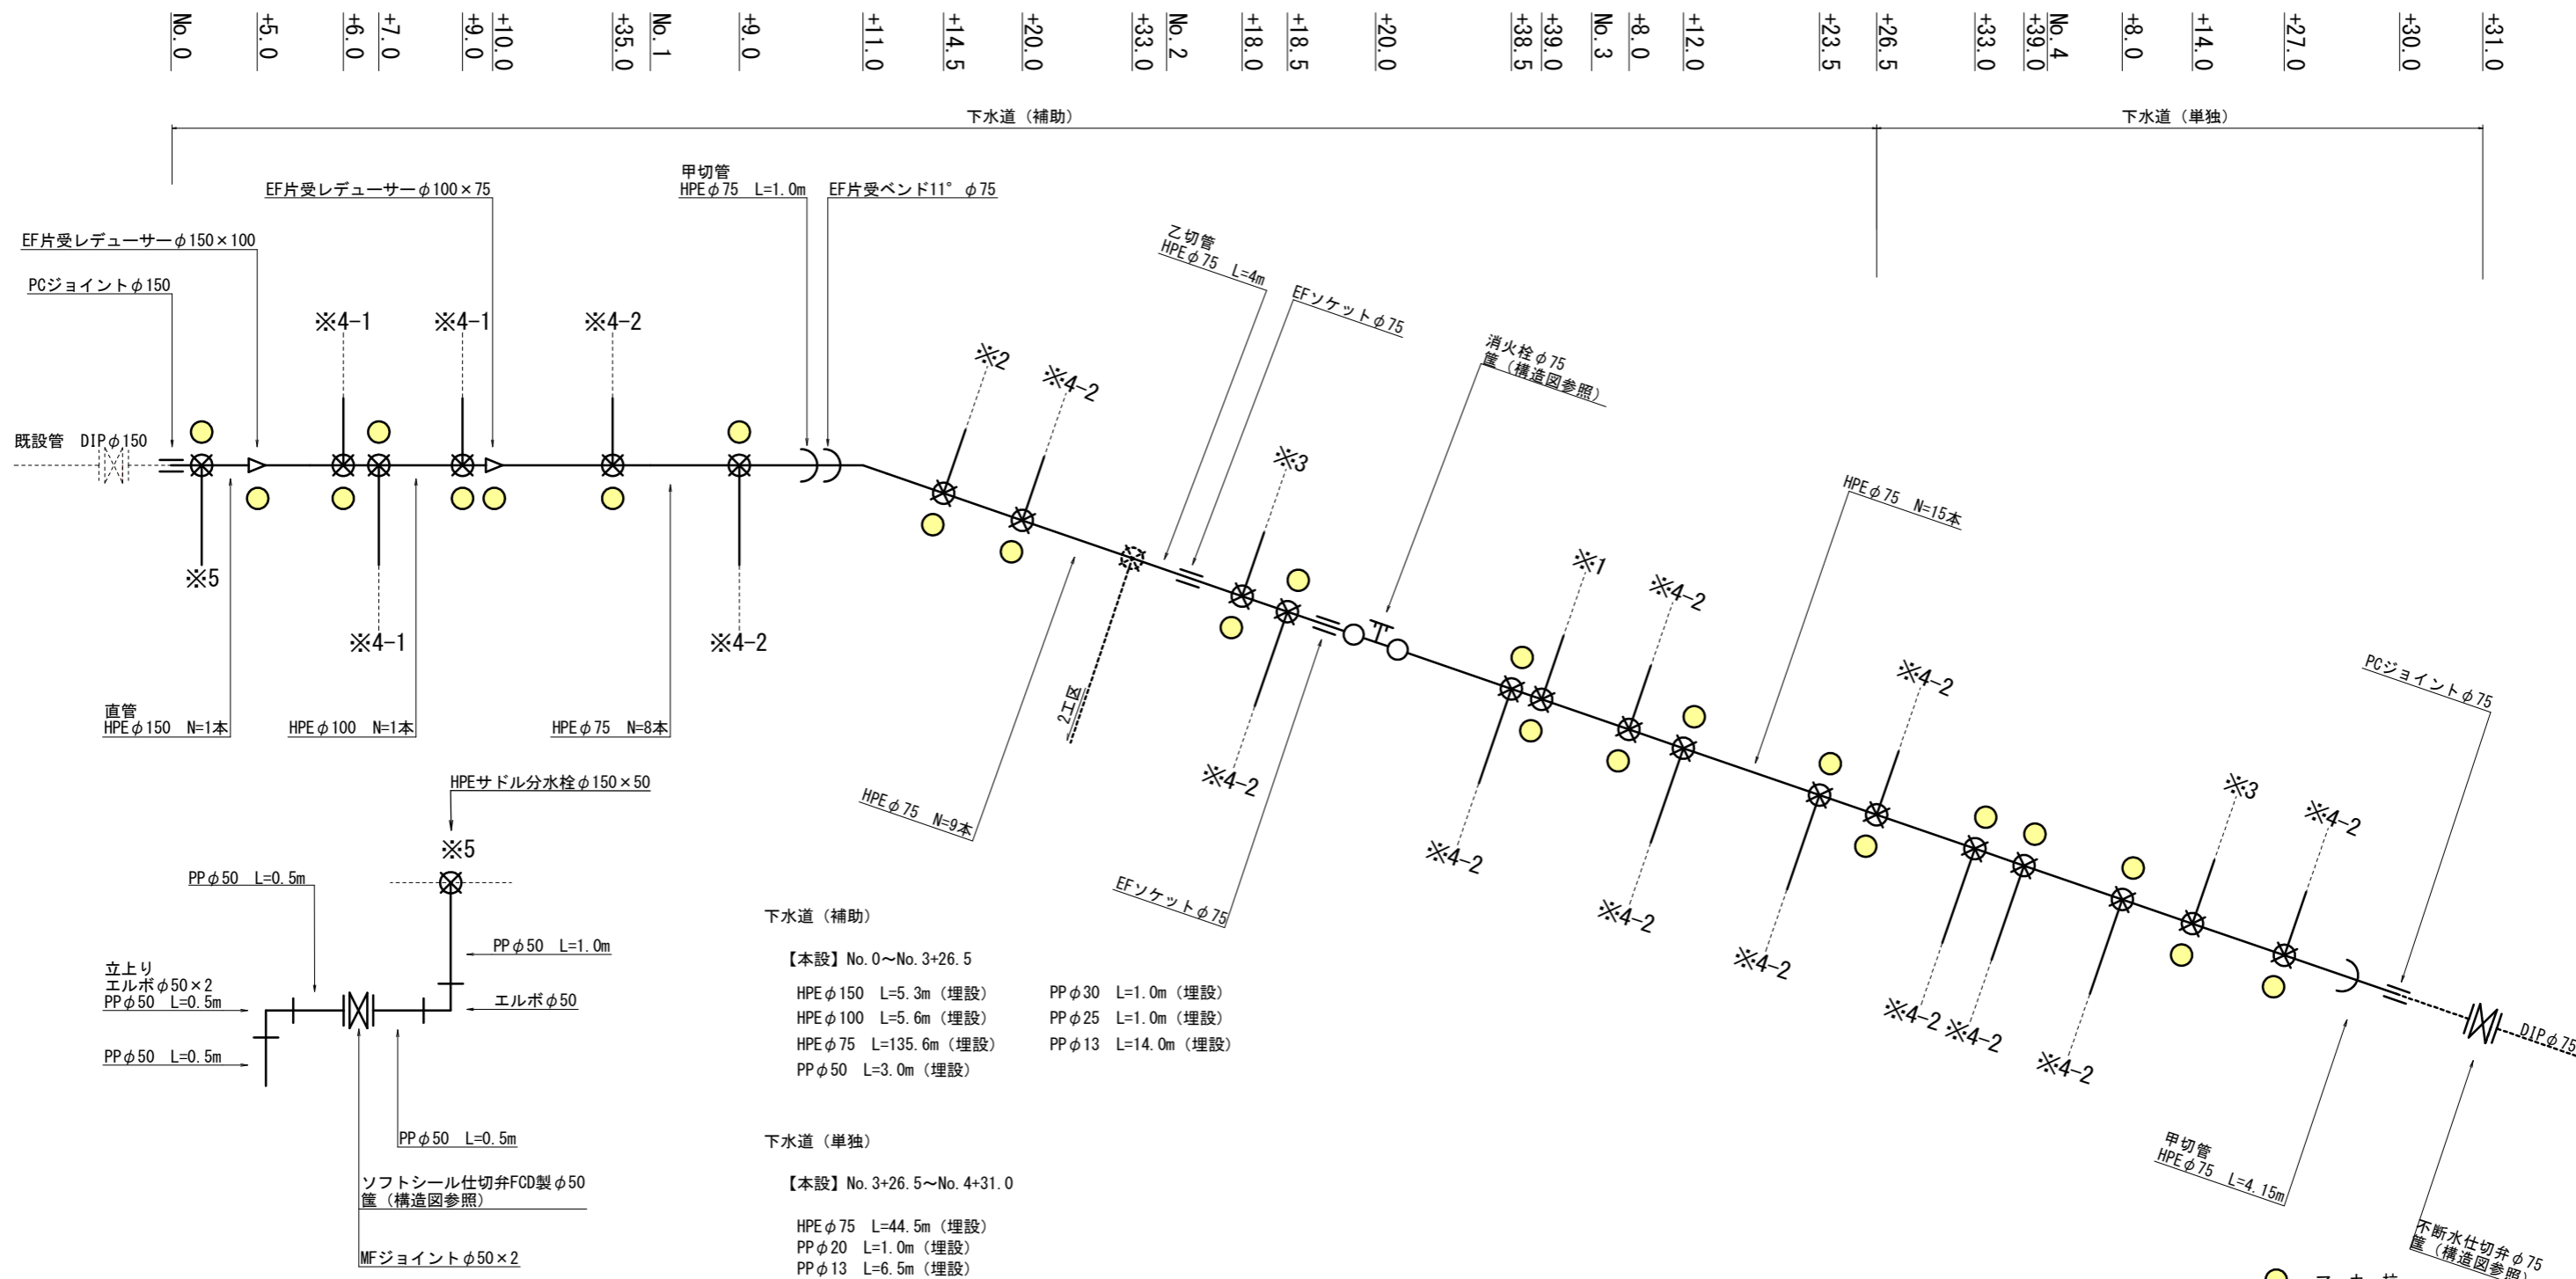 No.0
+5.0
+6.0
+7.0
+9.0
+10.0
+35.0
No.1
+9.0
+11.0
+14.5
+20.0
+33.0
No.2
+18.0
+18.5
+20.0
+38.5
+39.0
No.3
+8.0
+12.0
+23.5
+26.5
+33.0
+39.0
No.4
+8.0
+14.0
+27.0
+30.0
+31.0
下水道（補助）
下水道（単独）
甲切管
HPEφ75 L=1.0m
EF片受ベンド11°φ75
EF片受レデューサーφ100×75
EF片受レデューサーφ150×100
PCジョイントφ150
乙切管
HPEφ75 L=4m
EFソケットφ75
消火栓φ75
筐（構造図参照）
※4-1
※4-1
※4-2
※2
※4-2
既設管 DIPφ150
※3
HPEφ75 N=15本
※5
※4-1
※4-2
※1
※4-2
2工区
※4-2
※4-2
PCジョイントφ75
直管
HPEφ150 N=1本
HPEφ100 N=1本
HPEφ75 N=8本
HPEφ75 N=9本
※4-2
※4-2
※4-2
※3
※4-2
EFソケットφ75
※4-2
※4-2
※4-2
DIPφ75
HPEサドル分水栓φ150×50
※5
PPφ50 L=0.5m
PPφ50 L=1.0m
立上り
エルボφ50×2
PPφ50 L=0.5m
エルボφ50
PPφ50 L=0.5m
PPφ50 L=0.5m
ソフトシール仕切弁FCD製φ50
筐（構造図参照）
MFジョイントφ50×2
下水道（補助）
【本設】No.0～No.3+26.5
HPEφ150 L=5.3m（埋設） PPφ30 L=1.0m（埋設）
HPEφ100 L=5.6m（埋設） PPφ25 L=1.0m（埋設）
HPEφ75 L=135.6m（埋設） PPφ13 L=14.0m（埋設）
PPφ50 L=3.0m（埋設）
下水道（単独）
【本設】No.3+26.5～No.4+31.0
HPEφ75 L=44.5m（埋設）
PPφ20 L=1.0m（埋設）
PPφ13 L=6.5m（埋設）
甲切管
HPEφ75 L=4.15m
不断水仕切弁φ75
筐（構造図参照）